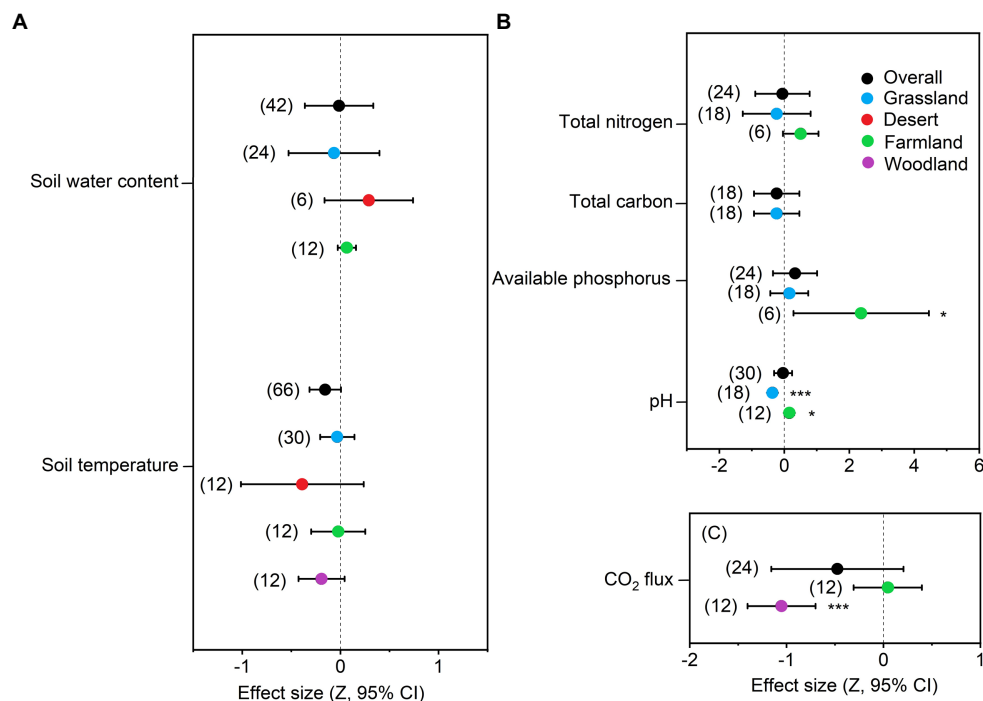 A
(42)
(24)
Soil water content
(6)
(12)
(66)
(30)
Soil temperature
(12)
(12)
(12)
-1 0 1
Effect size (Z, 95% CI)
B
Overall
Grassland
Desert
Farmland
Woodland
(24)
Total nitrogen
(18)
(6)
(18)
Total carbon
(18)
(24)
Available phosphorus
(18)
(6) *
(30)
pH
(18) ***
(12) *
-2 0 2 4 6
(C)
(24)
CO₂ flux
(12)
(12) ***
-2 -1 0 1
Effect size (Z, 95% CI)